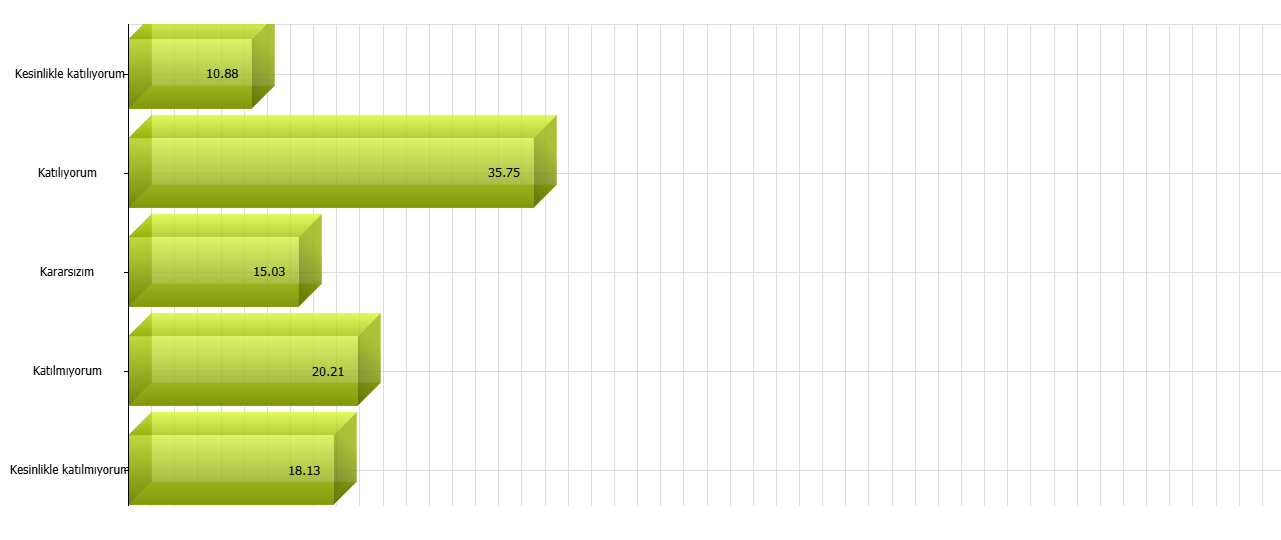 Kesinlikle katılıyorum
10.88
Katılıyorum
35.75
Kararsızım
15.03
Katılmıyorum
20.21
Kesinlikle katılmıyorum
18.13